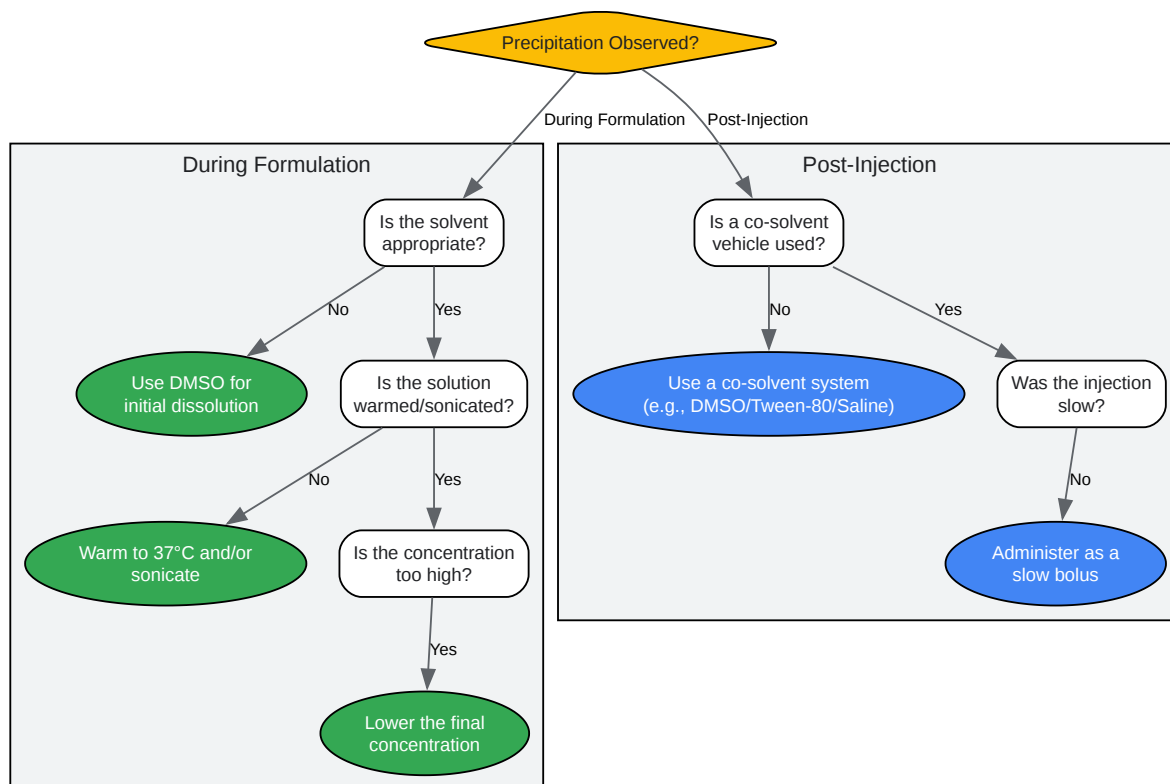 Precipitation Observed?
During Formulation
Post-Injection
During Formulation
Is the solvent
appropriate?
No
Yes
Use DMSO for
initial dissolution
Is the solution
warmed/sonicated?
No
Yes
Warm to 37°C and/or
sonicate
Is the concentration
too high?
Yes
Lower the final
concentration
Post-Injection
Is a co-solvent
vehicle used?
No
Yes
Use a co-solvent system
(e.g., DMSO/Tween-80/Saline)
Was the injection
slow?
No
Administer as a
slow bolus